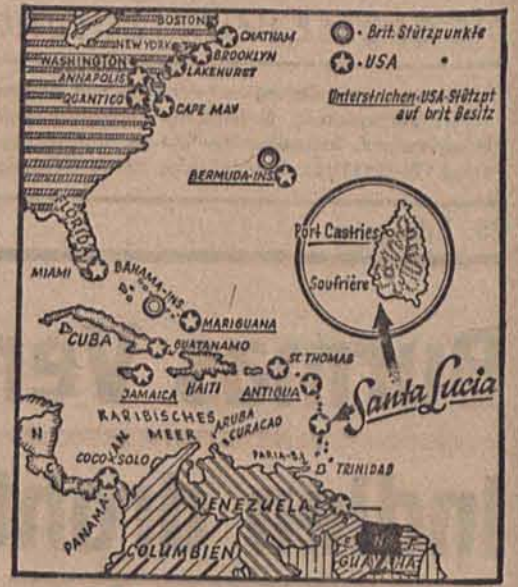 BOSTON
CHATHAM
NEW YORK
BROOKLYN
WASHINGTON
LAKEHURST
ANNAPOLIS
QUANTICO
CAPE MAY
• Brit. Stützpunkte
• USA
Unterstrichen • USA-Stützpt
auf brit Besitz
BERMUDA-INS.
Port Castries
Soufrière
FLORIDA
MIAMI
BAHAMA-INS.
MARIGUANA
CUBA
GUATANAMO
ST THOMAS
JAMAICA
HAITI
ANTIGUA
Santa Lucia
KARIBISCHES
MEER
ARUBA
CURACAO
N
C
COCO SOLO
PARIA-
TRINIDAD
PANAMA-
VENEZUELA
COLUMBIEN
GUAYANA